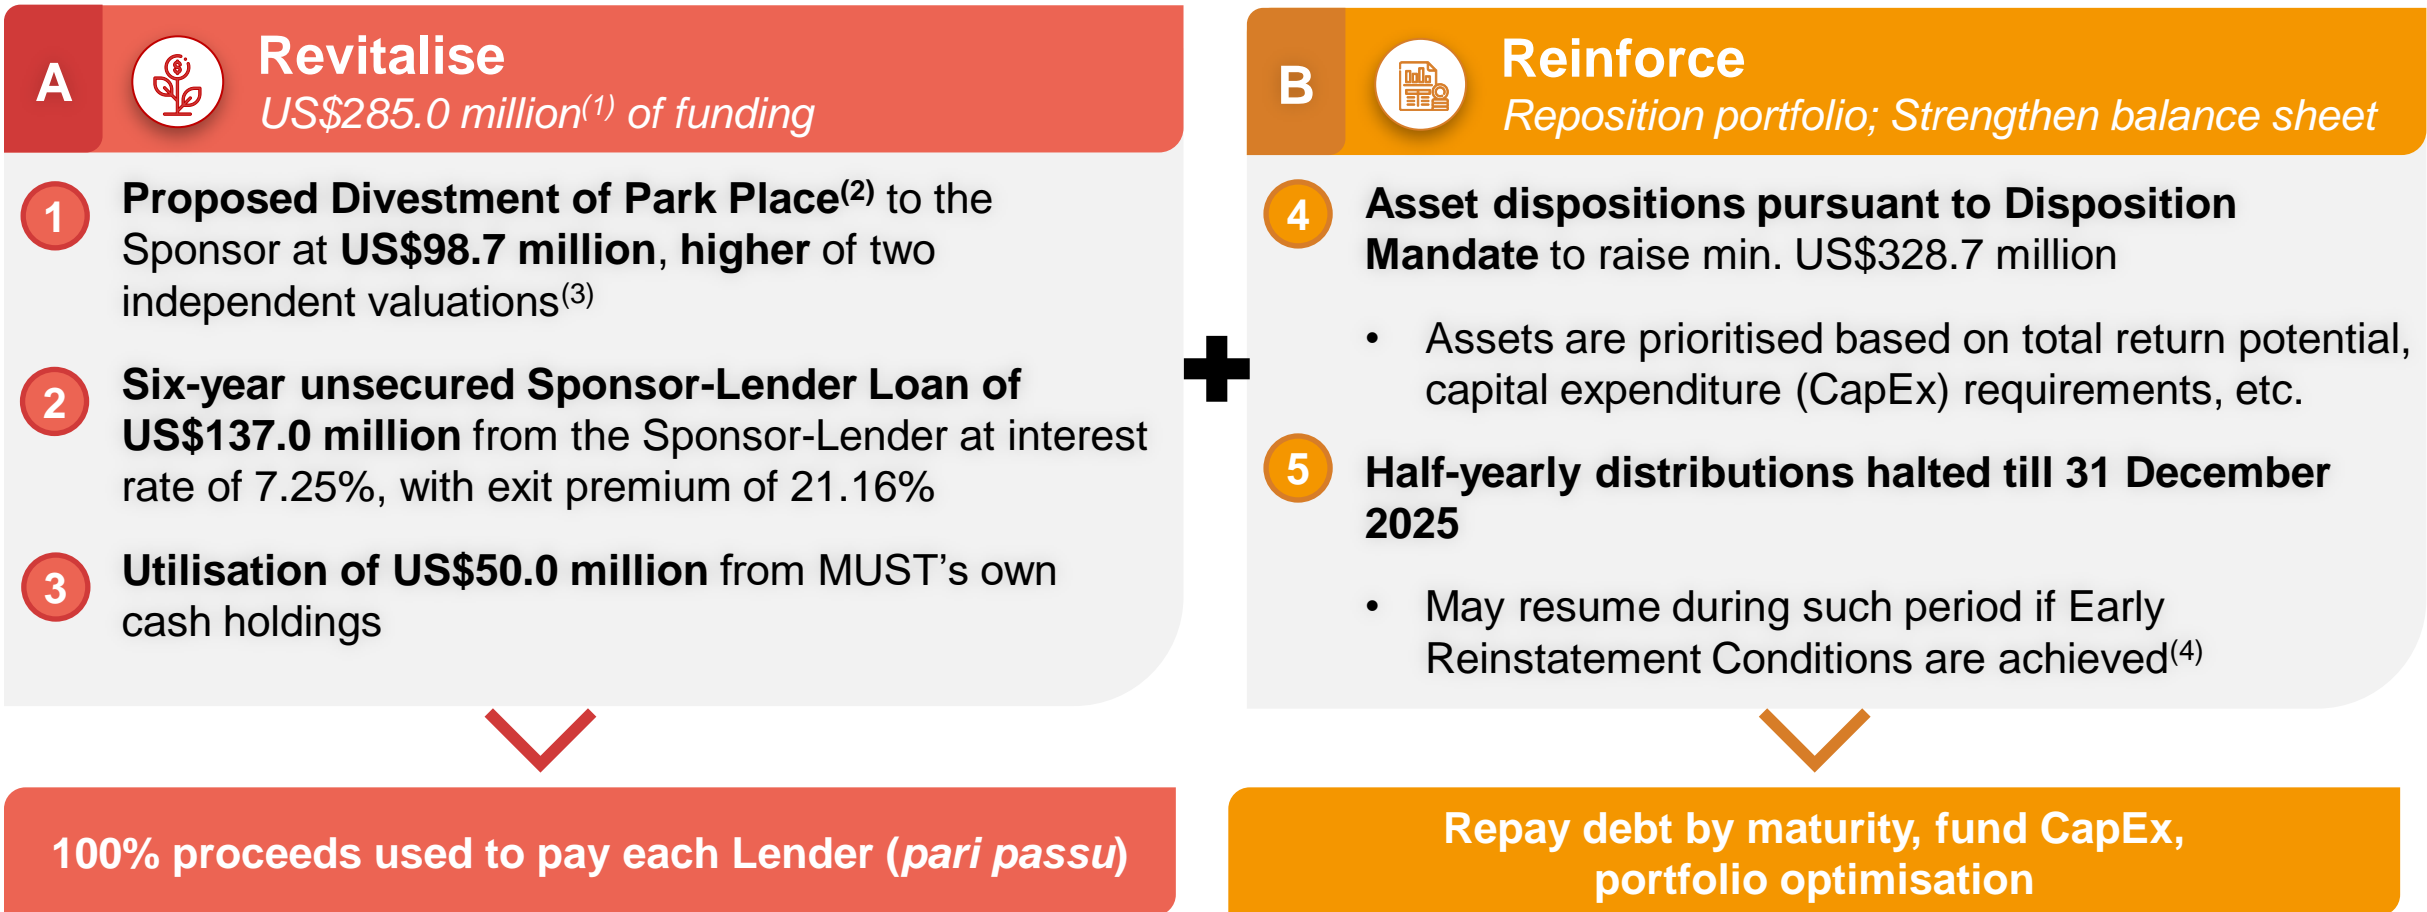 A
Revitalise
US$285.0 million(1) of funding
1
Proposed Divestment of Park Place(2) to the
Sponsor at US$98.7 million, higher of two
independent valuations(3)
2
Six-year unsecured Sponsor-Lender Loan of
US$137.0 million from the Sponsor-Lender at interest
rate of 7.25%, with exit premium of 21.16%
3
Utilisation of US$50.0 million from MUST’s own
cash holdings
100% proceeds used to pay each Lender (pari passu)
B
Reinforce
Reposition portfolio; Strengthen balance sheet
4
Asset dispositions pursuant to Disposition
Mandate to raise min. US$328.7 million
• Assets are prioritised based on total return potential,
capital expenditure (CapEx) requirements, etc.
5
Half-yearly distributions halted till 31 December
2025
• May resume during such period if Early
Reinstatement Conditions are achieved(4)
Repay debt by maturity, fund CapEx,
portfolio optimisation